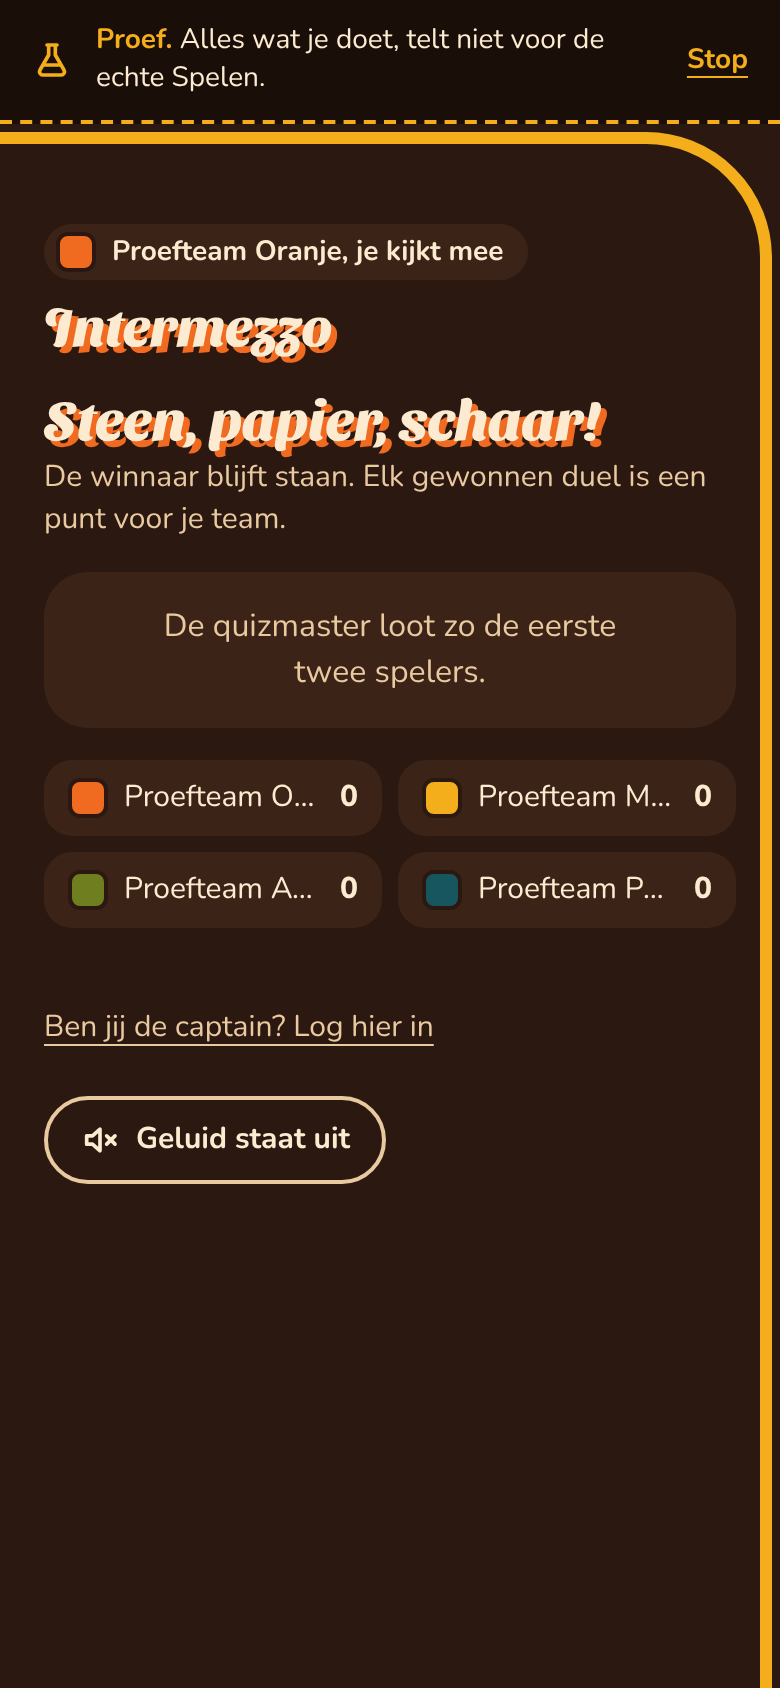 Proef. Alles wat je doet, telt niet voor de
echte Spelen.
Stop
Proefteam Oranje, je kijkt mee
Intermezzo
Steen, papier, schaar!
De winnaar blijft staan. Elk gewonnen duel is een
punt voor je team.
De quizmaster loot zo de eerste
twee spelers.
Proefteam O... 0
Proefteam M... 0
Proefteam A... 0
Proefteam P... 0
Ben jij de captain? Log hier in
Geluid staat uit